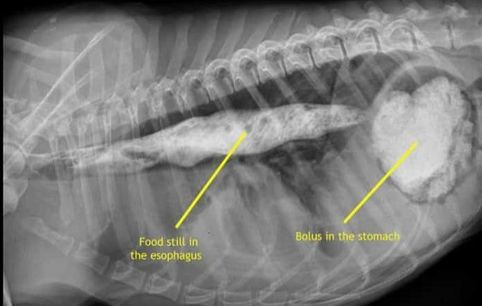 Food still in
the esophagus
Bolus in the stomach